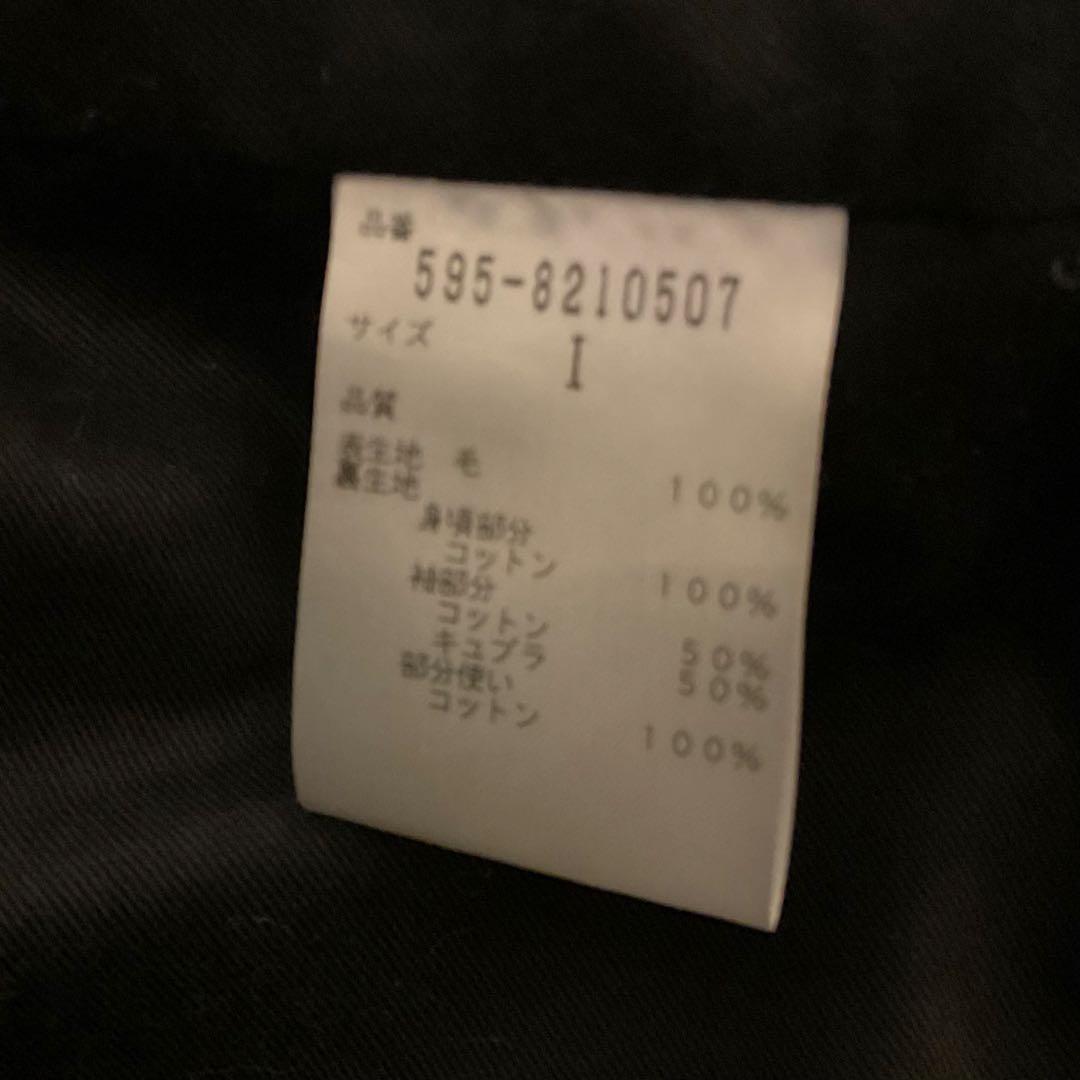 品番
595-8210507
サイズ I
品質
表生地 毛 100%
裏生地
身頃部分
コットン 100%
袖部分
コットン 50%
キュプラ 50%
部分使い
コットン 100%